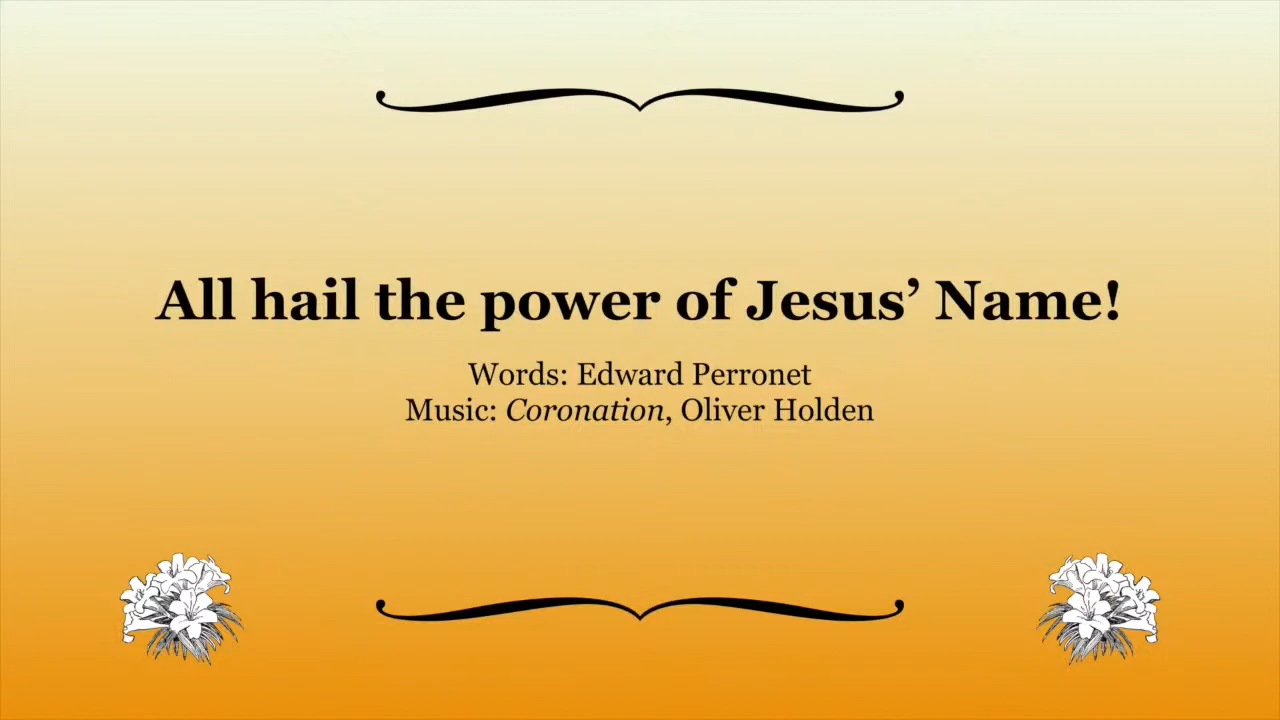 All hail the power of Jesus’ Name!
Words: Edward Perronet
Music: Coronation, Oliver Holden